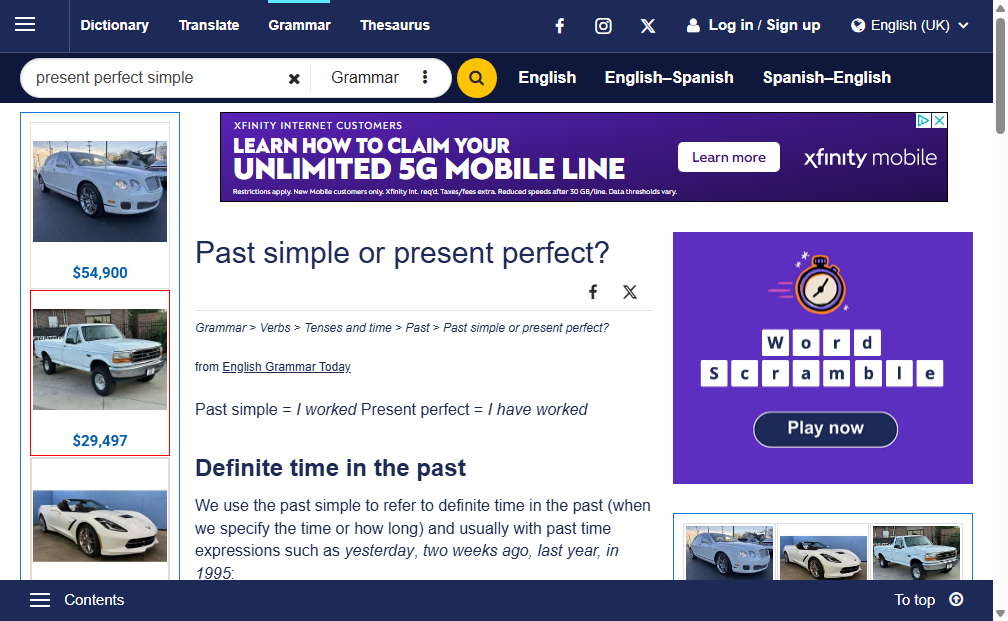 Dictionary Translate Grammar Thesaurus Log in / Sign up English (UK)
present perfect simple Grammar English English–Spanish Spanish–English
XFINITY INTERNET CUSTOMERS
LEARN HOW TO CLAIM YOUR
UNLIMITED 5G MOBILE LINE
Restrictions apply. New Mobile customers only. Xfinity Int. req'd. Taxes/fees extra. Reduced speeds after 30 GB/line. Data thresholds vary.
Learn more
xfinity mobile
$54,900
$29,497
Past simple or present perfect?
Grammar > Verbs > Tenses and time > Past > Past simple or present perfect?
from English Grammar Today
Past simple = I worked Present perfect = I have worked
Definite time in the past
We use the past simple to refer to definite time in the past (when
we specify the time or how long) and usually with past time
expressions such as yesterday, two weeks ago, last year, in
1995:
Word
Scramble
Play now
Contents
To top